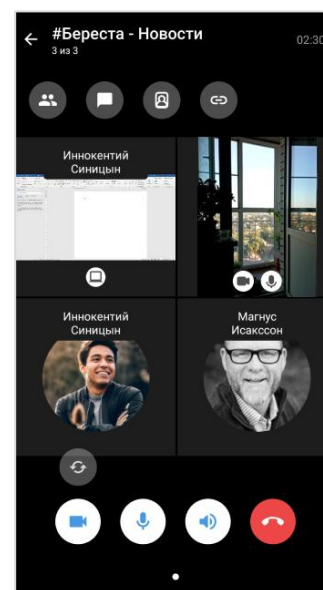 #Береста - Новости
3 из 3
02:30
Иннокентий
Синицын
Иннокентий
Синицын
Магнус
Исакссон